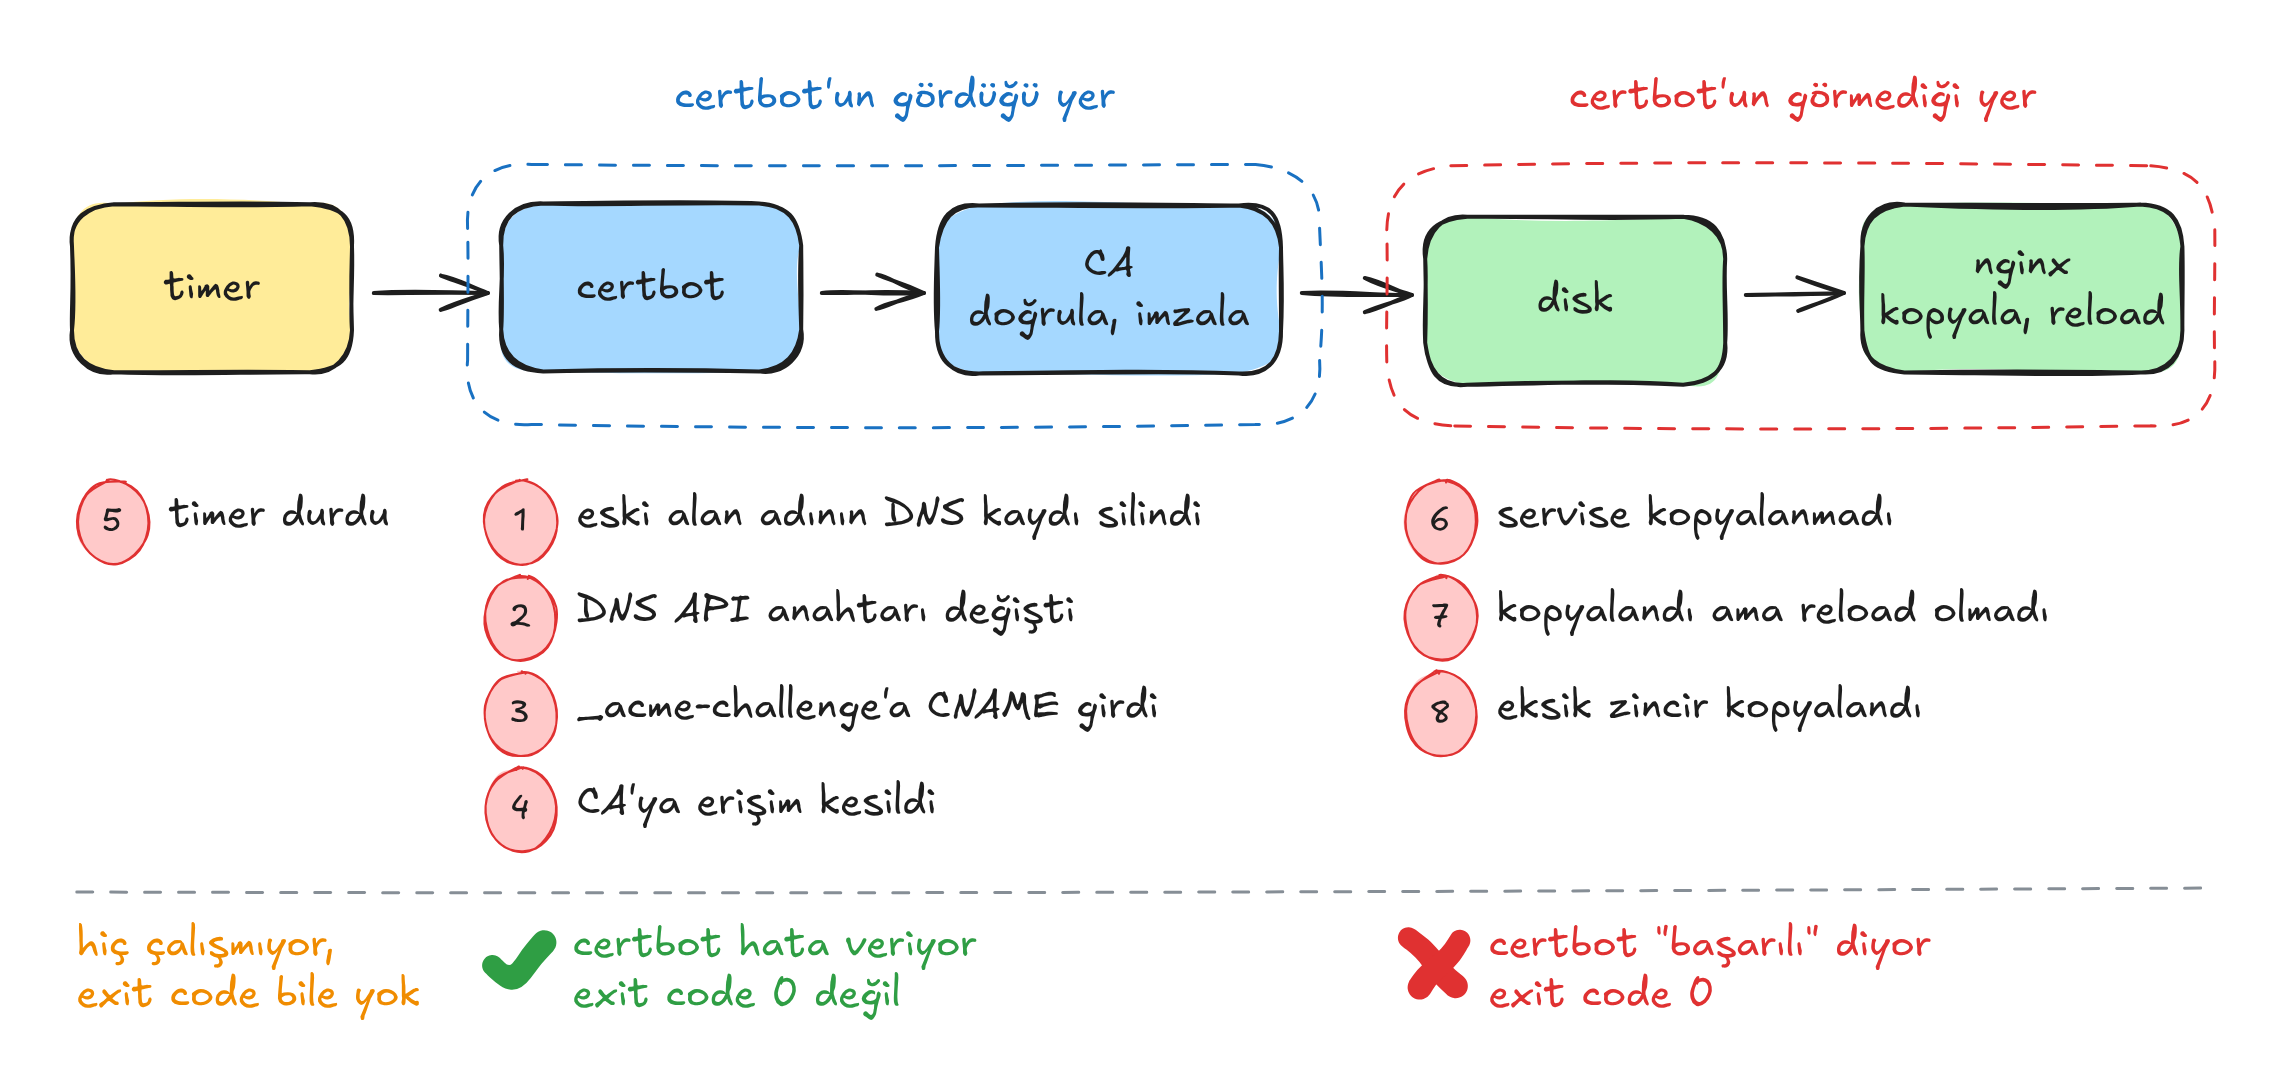 certbot'un gördüğü yer
certbot'un görmediği yer
timer
certbot
CA
doğrula, imzala
disk
nginx
kopyala, reload
5 timer durdu
1 eski alan adının DNS kaydı silindi
2 DNS API anahtarı değişti
3 _acme-challenge'a CNAME girdi
4 CA'ya erişim kesildi
6 servise kopyalanmadı
7 kopyalandı ama reload olmadı
8 eksik zincir kopyalandı
hiç çalışmıyor,
exit code bile yok
certbot hata veriyor
exit code 0 değil
certbot "başarılı" diyor
exit code 0